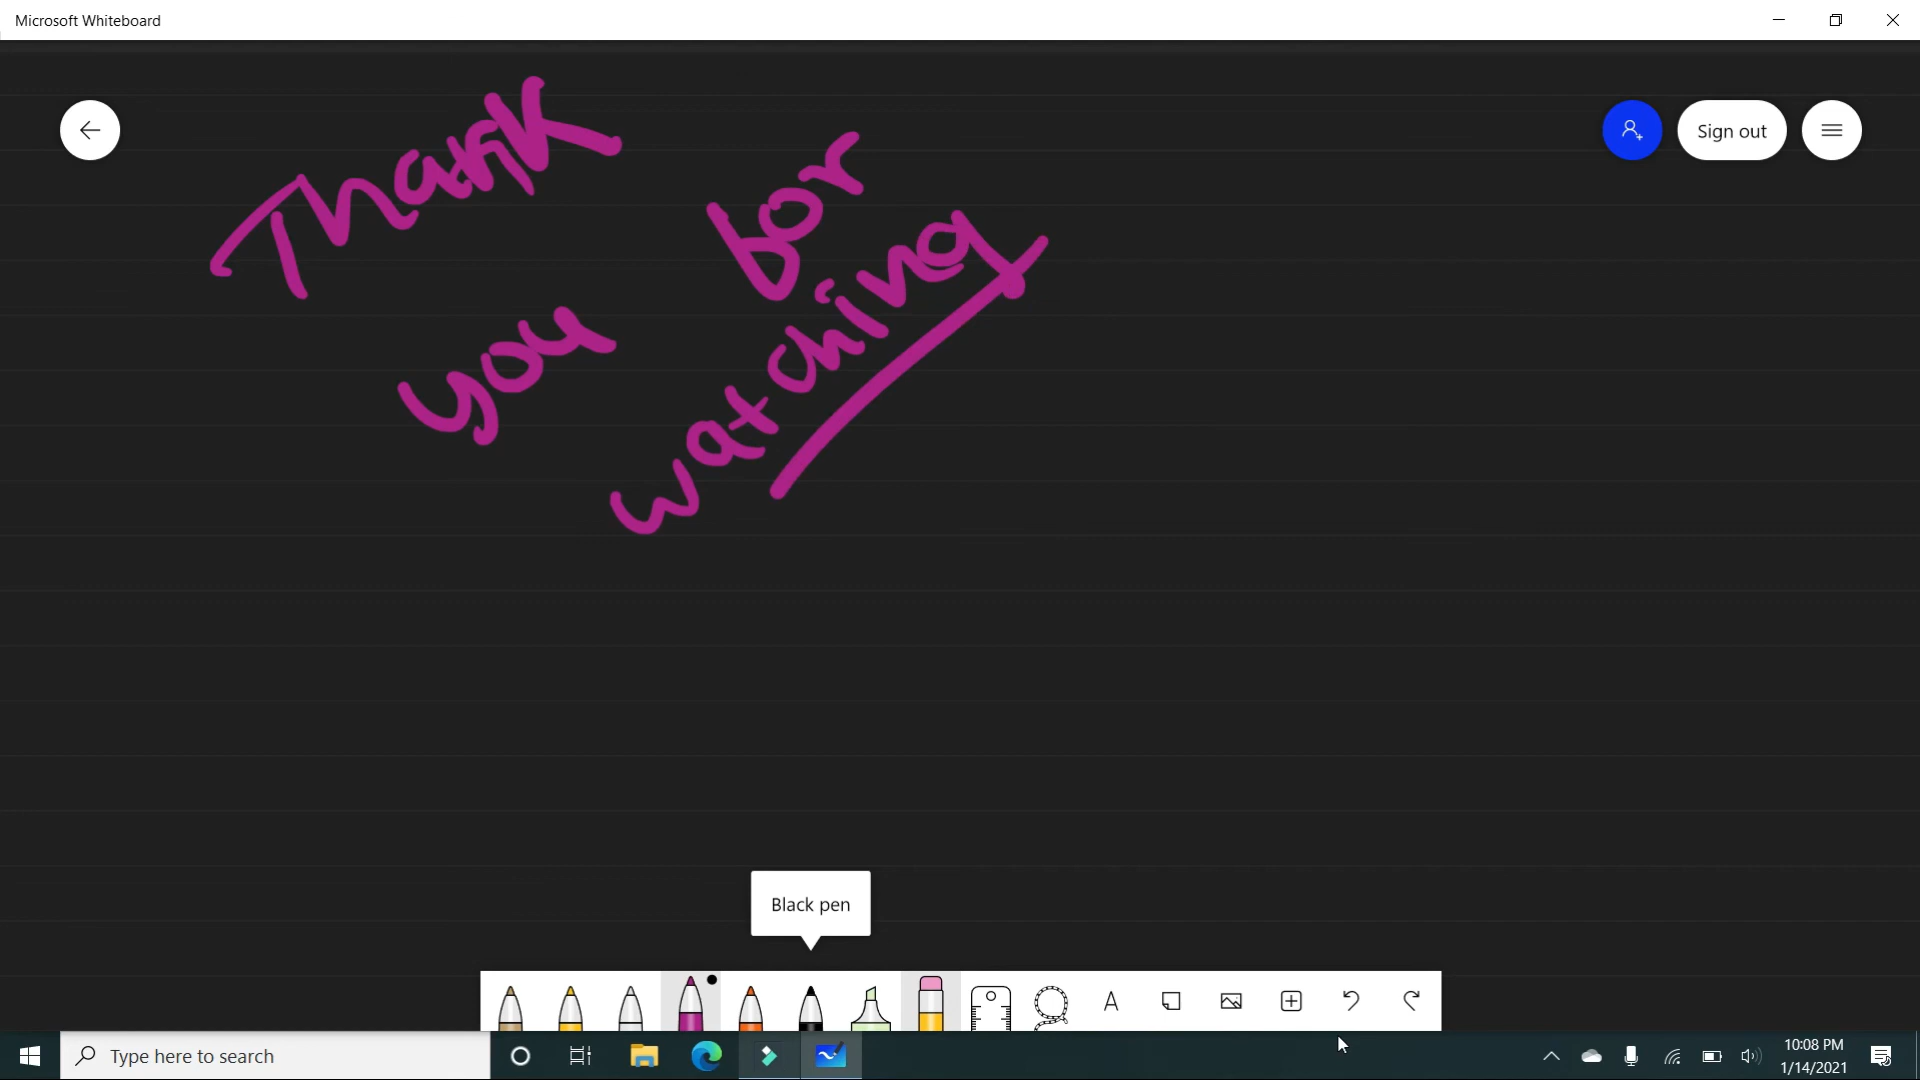 Microsoft Whiteboard
Sign out
Thank
you for
watching
Black pen
A
Type here to search
10:08 PM
1/14/2021